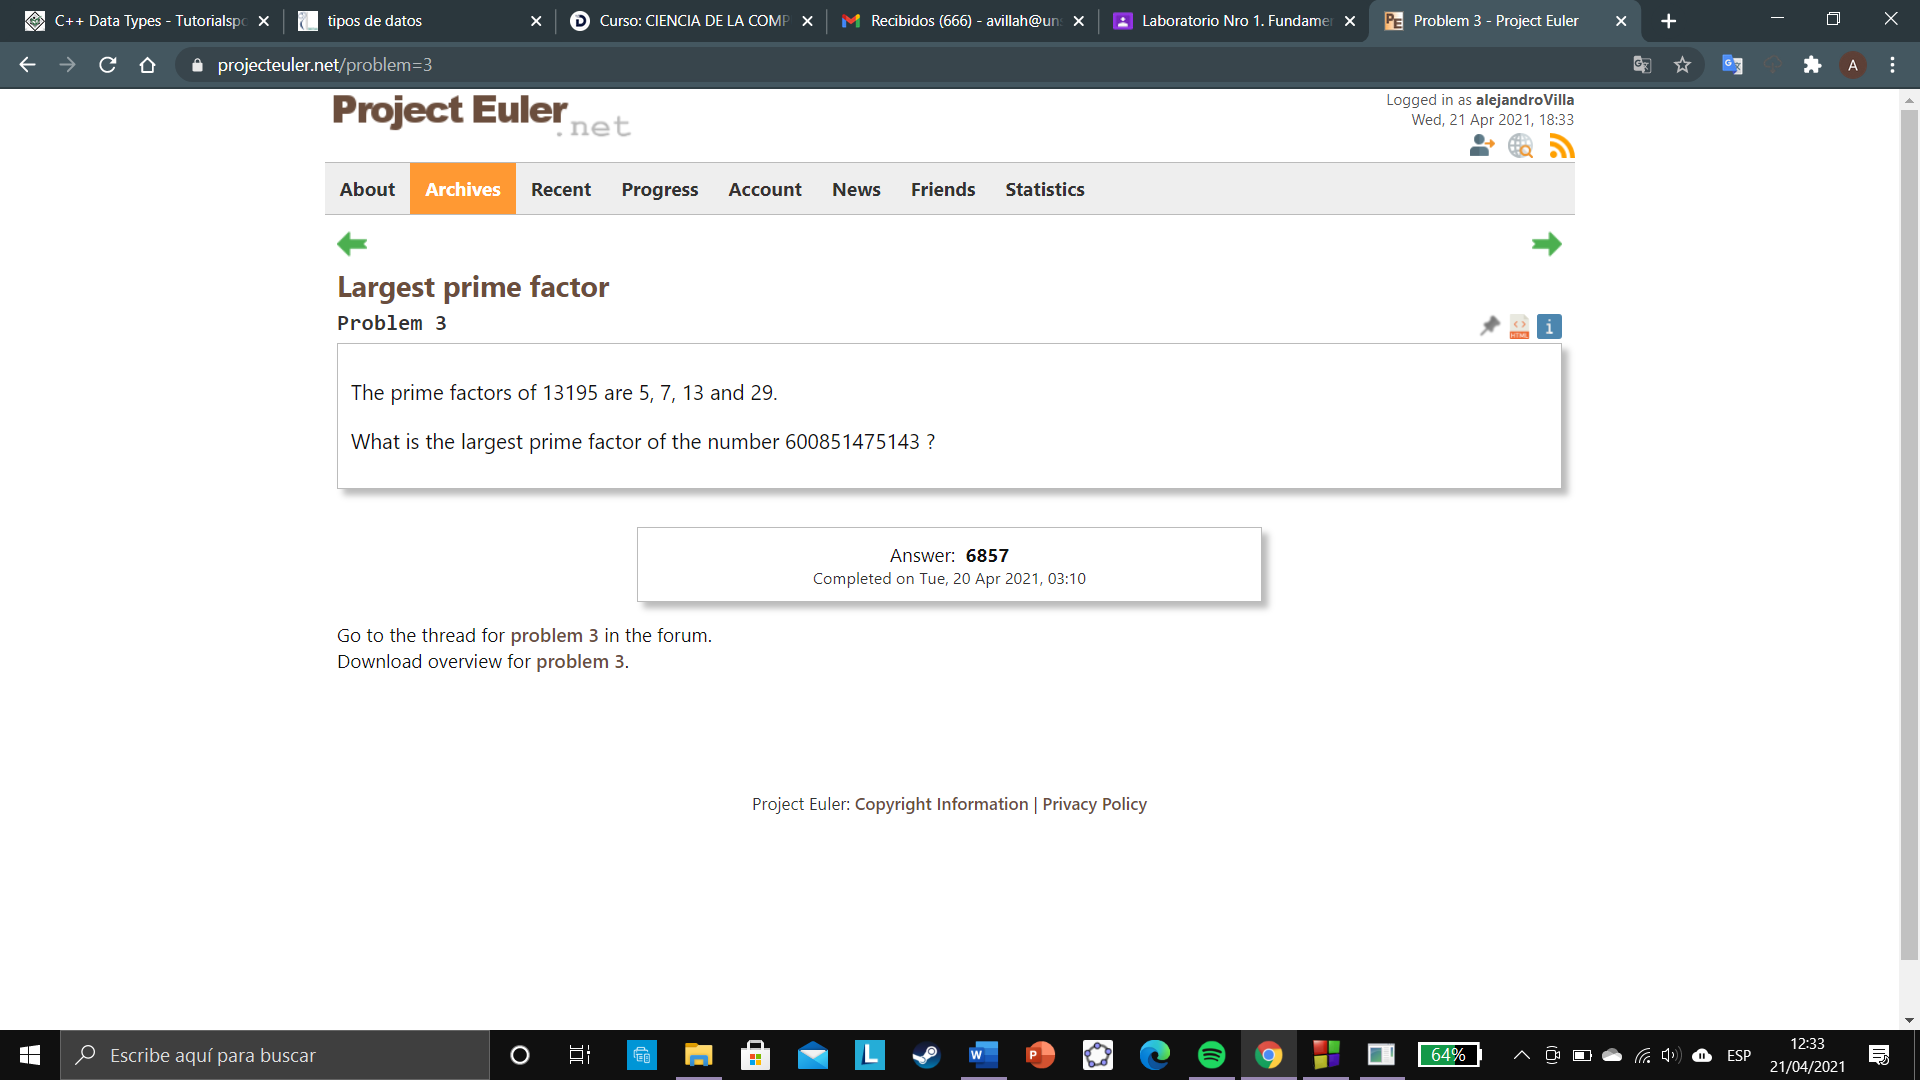 C++ Data Types - Tutorialspo
tipos de datos
Curso: CIENCIA DE LA COMP
Recibidos (666) - avillah@uns
Laboratorio Nro 1. Fundamen
Problem 3 - Project Euler
projecteuler.net/problem=3
A
Project Euler
.net
Logged in as alejandroVilla
Wed, 21 Apr 2021, 18:33
About Archives Recent Progress Account News Friends Statistics
Largest prime factor
Problem 3
The prime factors of 13195 are 5, 7, 13 and 29.
What is the largest prime factor of the number 600851475143 ?
Answer: 6857
Completed on Tue, 20 Apr 2021, 03:10
Go to the thread for problem 3 in the forum.
Download overview for problem 3.
Project Euler: Copyright Information | Privacy Policy
Escribe aquí para buscar
64%
ESP
12:33
21/04/2021